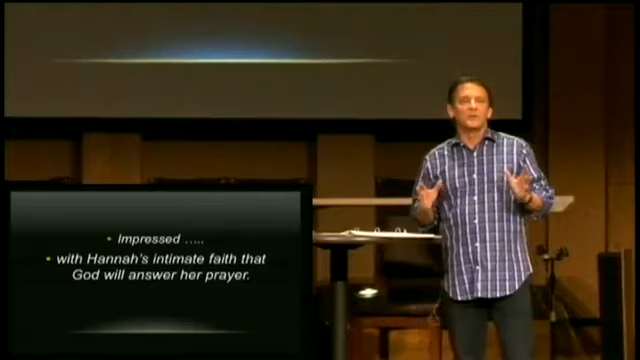 • Impressed …..
• with Hannah's intimate faith that
God will answer her prayer.